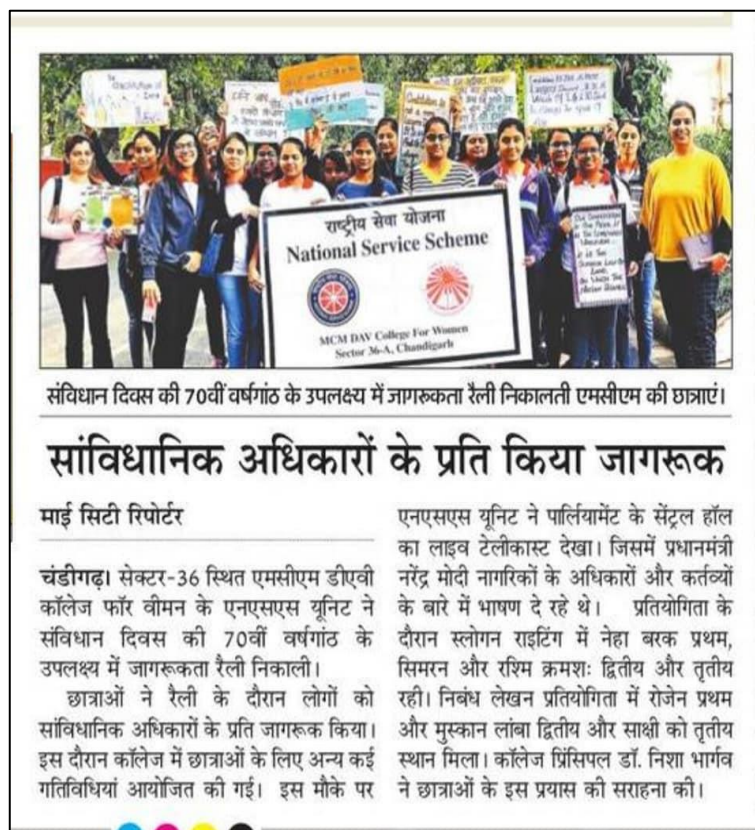 राष्ट्रीय सेवा योजना
National Service Scheme
MCM DAV College For Women
Sector 36-A, Chandigarh
संविधान दिवस की 70वीं वर्षगांठ के उपलक्ष्य में जागरूकता रैली निकालती एमसीएम की छात्राएं।
सांविधानिक अधिकारों के प्रति किया जागरूक
माई सिटी रिपोर्टर
चंडीगढ़। सेक्टर-36 स्थित एमसीएम डीएवी
कॉलेज फॉर वीमन के एनएसएस यूनिट ने
संविधान दिवस की 70वीं वर्षगांठ के
उपलक्ष्य में जागरूकता रैली निकाली।
छात्राओं ने रैली के दौरान लोगों को
सांविधानिक अधिकारों के प्रति जागरूक किया।
इस दौरान कॉलेज में छात्राओं के लिए अन्य कई
गतिविधियां आयोजित की गई। इस मौके पर
एनएसएस यूनिट ने पार्लियामेंट के सेंट्रल हॉल
का लाइव टेलीकास्ट देखा। जिसमें प्रधानमंत्री
नरेंद्र मोदी नागरिकों के अधिकारों और कर्तव्यों
के बारे में भाषण दे रहे थे। प्रतियोगिता के
दौरान स्लोगन राइटिंग में नेहा बरक प्रथम,
सिमरन और रश्मि क्रमशः द्वितीय और तृतीय
रही। निबंध लेखन प्रतियोगिता में रोजेन प्रथम
और मुस्कान लांबा द्वितीय और साक्षी को तृतीय
स्थान मिला। कॉलेज प्रिंसिपल डॉ. निशा भार्गव
ने छात्राओं के इस प्रयास की सराहना की।